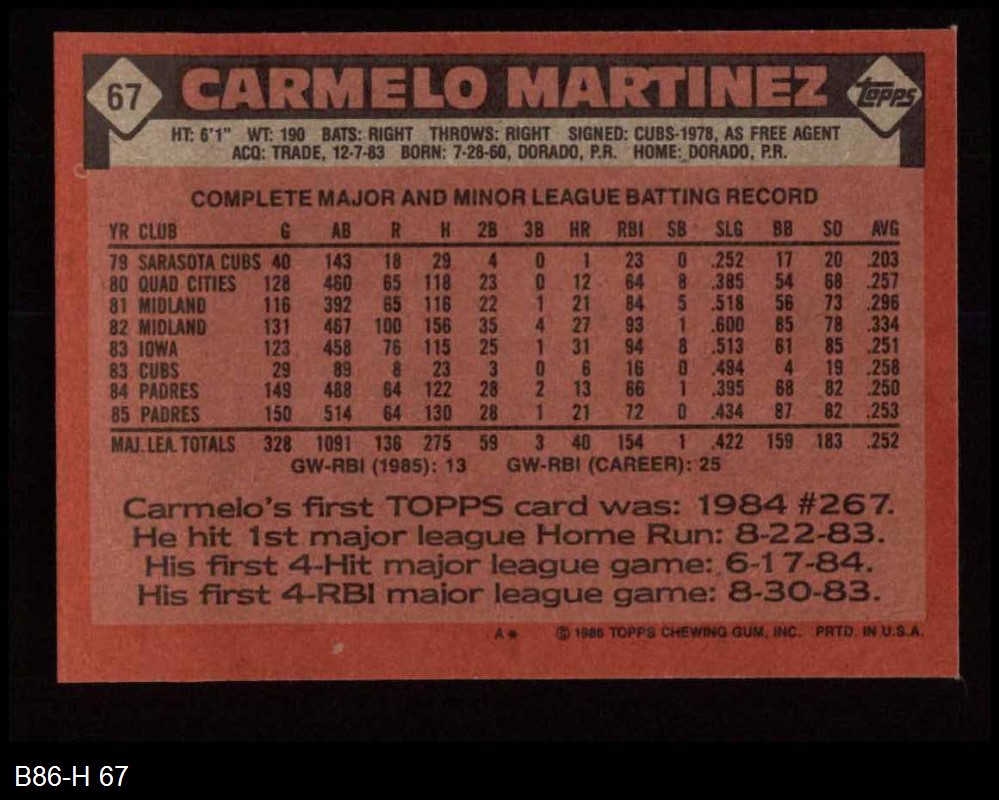 67 CARMELO MARTINEZ TOPPS
HT: 6'1" WT: 190 BATS: RIGHT THROWS: RIGHT SIGNED: CUBS-1978, AS FREE AGENT
ACQ: TRADE, 12-7-83 BORN: 7-28-60, DORADO, P.R. HOME: DORADO, P.R.
COMPLETE MAJOR AND MINOR LEAGUE BATTING RECORD
YR CLUB G AB R H 2B 3B HR RBI SB SLG BB SO AVG
79 SARASOTA CUBS 40 143 18 29 4 0 1 23 0 .252 17 20 .203
80 QUAD CITIES 128 460 65 118 23 0 12 64 8 .385 54 68 .257
81 MIDLAND 116 392 65 116 22 1 21 84 5 .518 56 73 .296
82 MIDLAND 131 467 100 156 35 4 27 93 1 .600 85 78 .334
83 IOWA 123 458 76 115 25 1 31 94 8 .513 61 85 .251
83 CUBS 29 89 8 23 3 0 6 16 0 .494 4 19 .258
84 PADRES 149 488 64 122 28 2 13 66 1 .395 68 82 .250
85 PADRES 150 514 64 130 28 1 21 72 0 .434 87 82 .253
MAJ. LEA. TOTALS 328 1091 136 275 59 3 40 154 1 .422 159 183 .252
GW-RBI (1985): 13 GW-RBI (CAREER): 25
Carmelo's first TOPPS card was: 1984 #267.
He hit 1st major league Home Run: 8-22-83.
His first 4-Hit major league game: 6-17-84.
His first 4-RBI major league game: 8-30-83.
A* © 1986 TOPPS CHEWING GUM, INC. PRTD. IN U.S.A.
B86-H 67